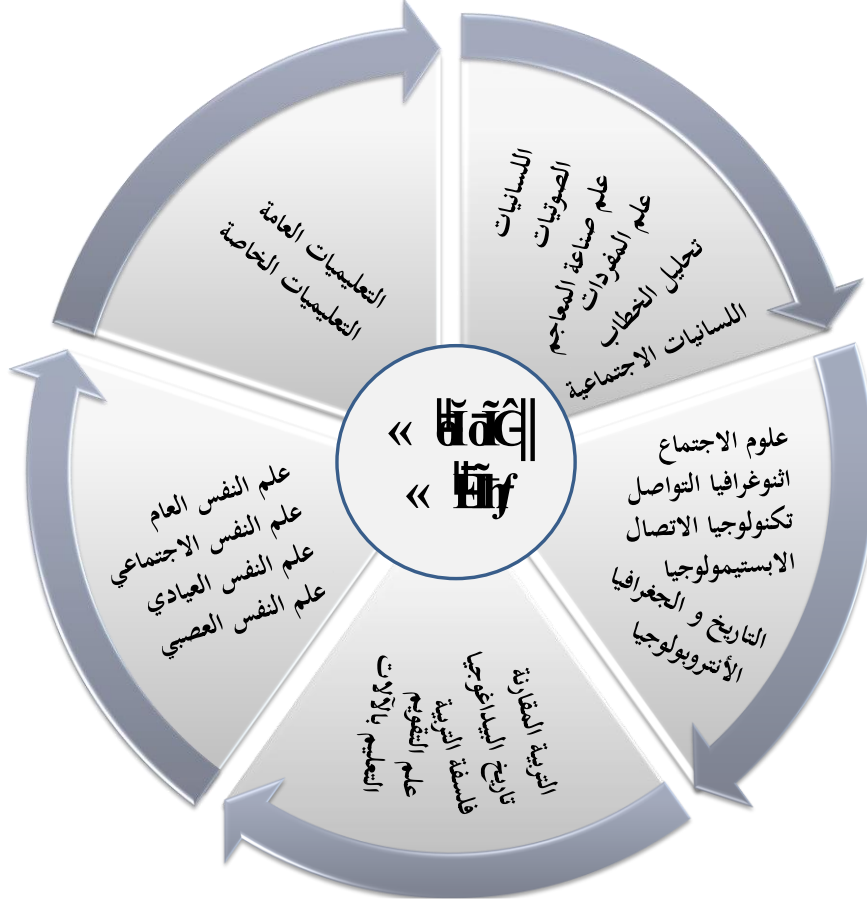 اللسانيات
الصوتيات
علم صناعة المعاجم
علم المفردات
تحليل الخطاب
اللسانيات الاجتماعية
علوم الاجتماع
اثنوغرافيا التواصل
تكنولوجيا الاتصال
الابستيمولوجيا
التاريخ و الجغرافيا
الأنتروبولوجيا
التربية المقارنة
تاريخ البيداغوجيا
فلسفة التربية
علم التقويم
التعليم بالآلات
علم النفس العام
علم النفس الاجتماعي
علم النفس العيادي
علم النفس العصبي
التعليميات العامة
التعليميات الخاصة